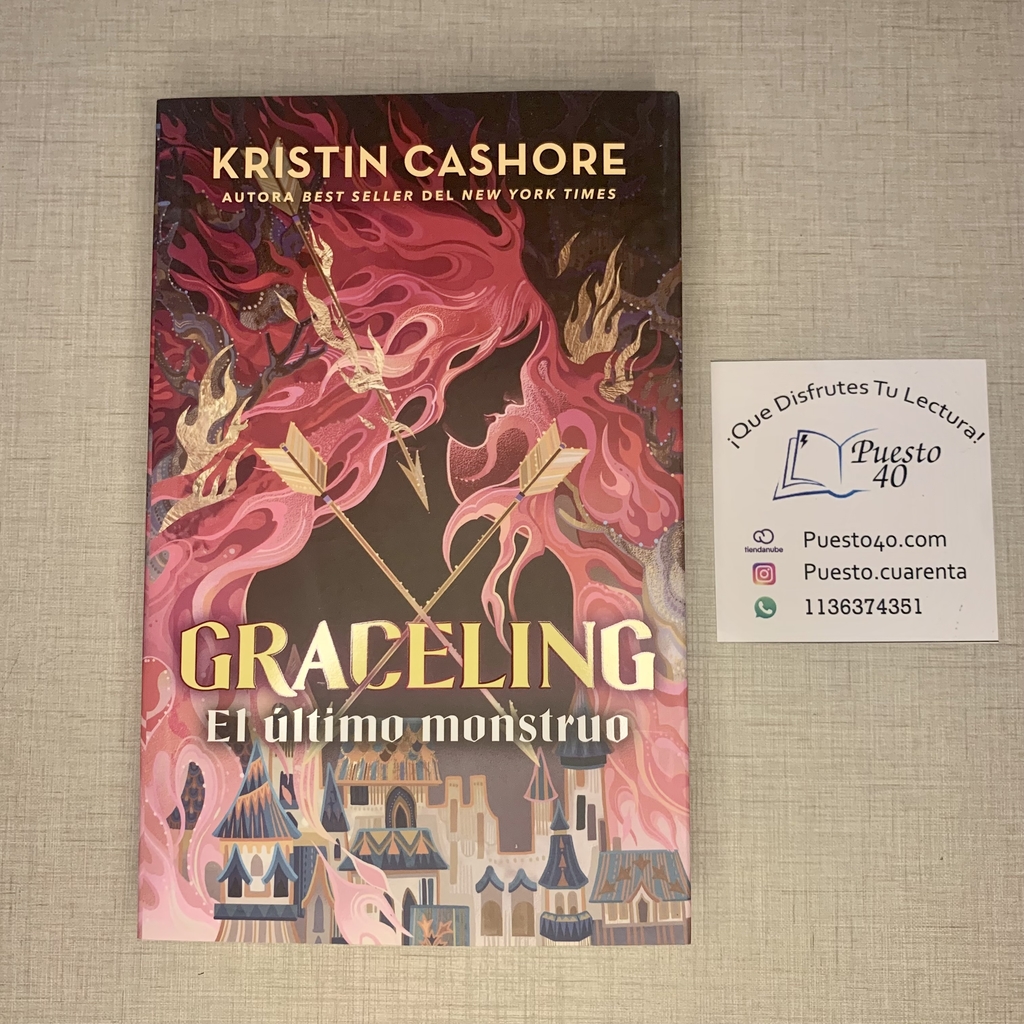 KRISTIN CASHORE
AUTORA BEST SELLER DEL NEW YORK TIMES
GRACELING
El último monstruo
¡Que Disfrutes Tu Lectura!
Puesto
40
tiendanube
Puesto40.com
Puesto.cuarenta
1136374351